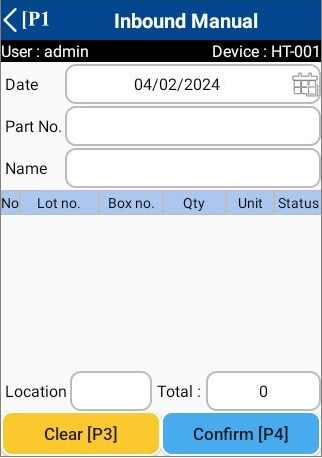 [P1 Inbound Manual
User : admin Device : HT-001
Date 04/02/2024
Part No.
Name
No Lot no. Box no. Qty Unit Status
Location Total : 0
Clear [P3] Confirm [P4]